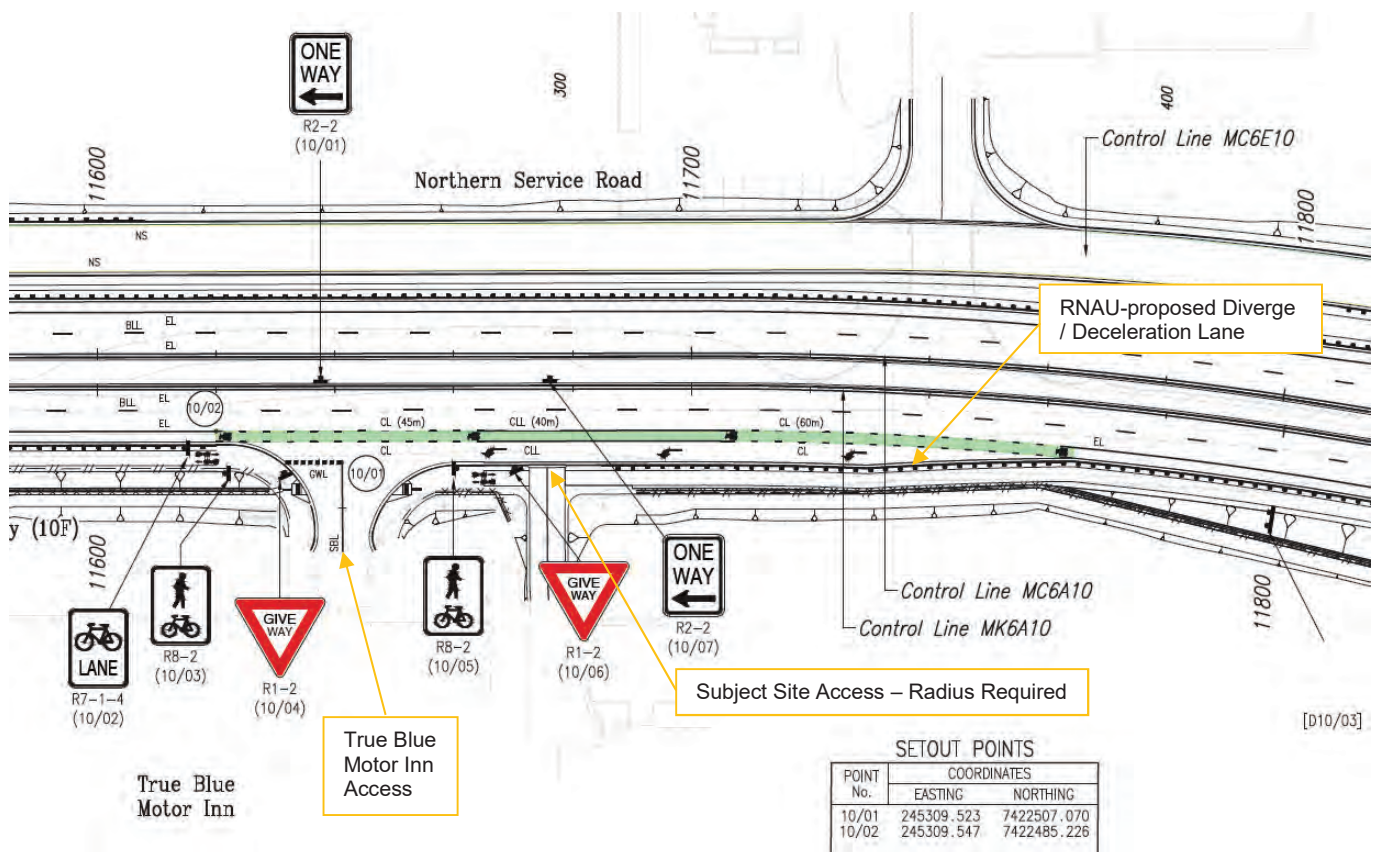 ONE
WAY
R2-2
(10/01)
300
400
11600
Northern Service Road
11700
Control Line MC6E10
11800
NS
NS
RNAU-proposed Diverge
/ Deceleration Lane
BLL
EL
EL
BLL
EL
EL
10/02
CL (45m)
CLL (40m)
CL (60m)
EL
CL
CLL
CL
GWL
10/01
SBL
y (10F)
11600
11800
LANE
R7-1-4
(10/02)
R8-2
(10/03)
GIVE
WAY
R1-2
(10/04)
R8-2
(10/05)
GIVE
WAY
R1-2
(10/06)
ONE
WAY
R2-2
(10/07)
Control Line MC6A10
Control Line MK6A10
Subject Site Access – Radius Required
True Blue
Motor Inn
Access
True Blue
Motor Inn
[D10/03]
SETOUT POINTS
POINT No. COORDINATES
EASTING NORTHING
10/01 245309.523 7422507.070
10/02 245309.547 7422485.226